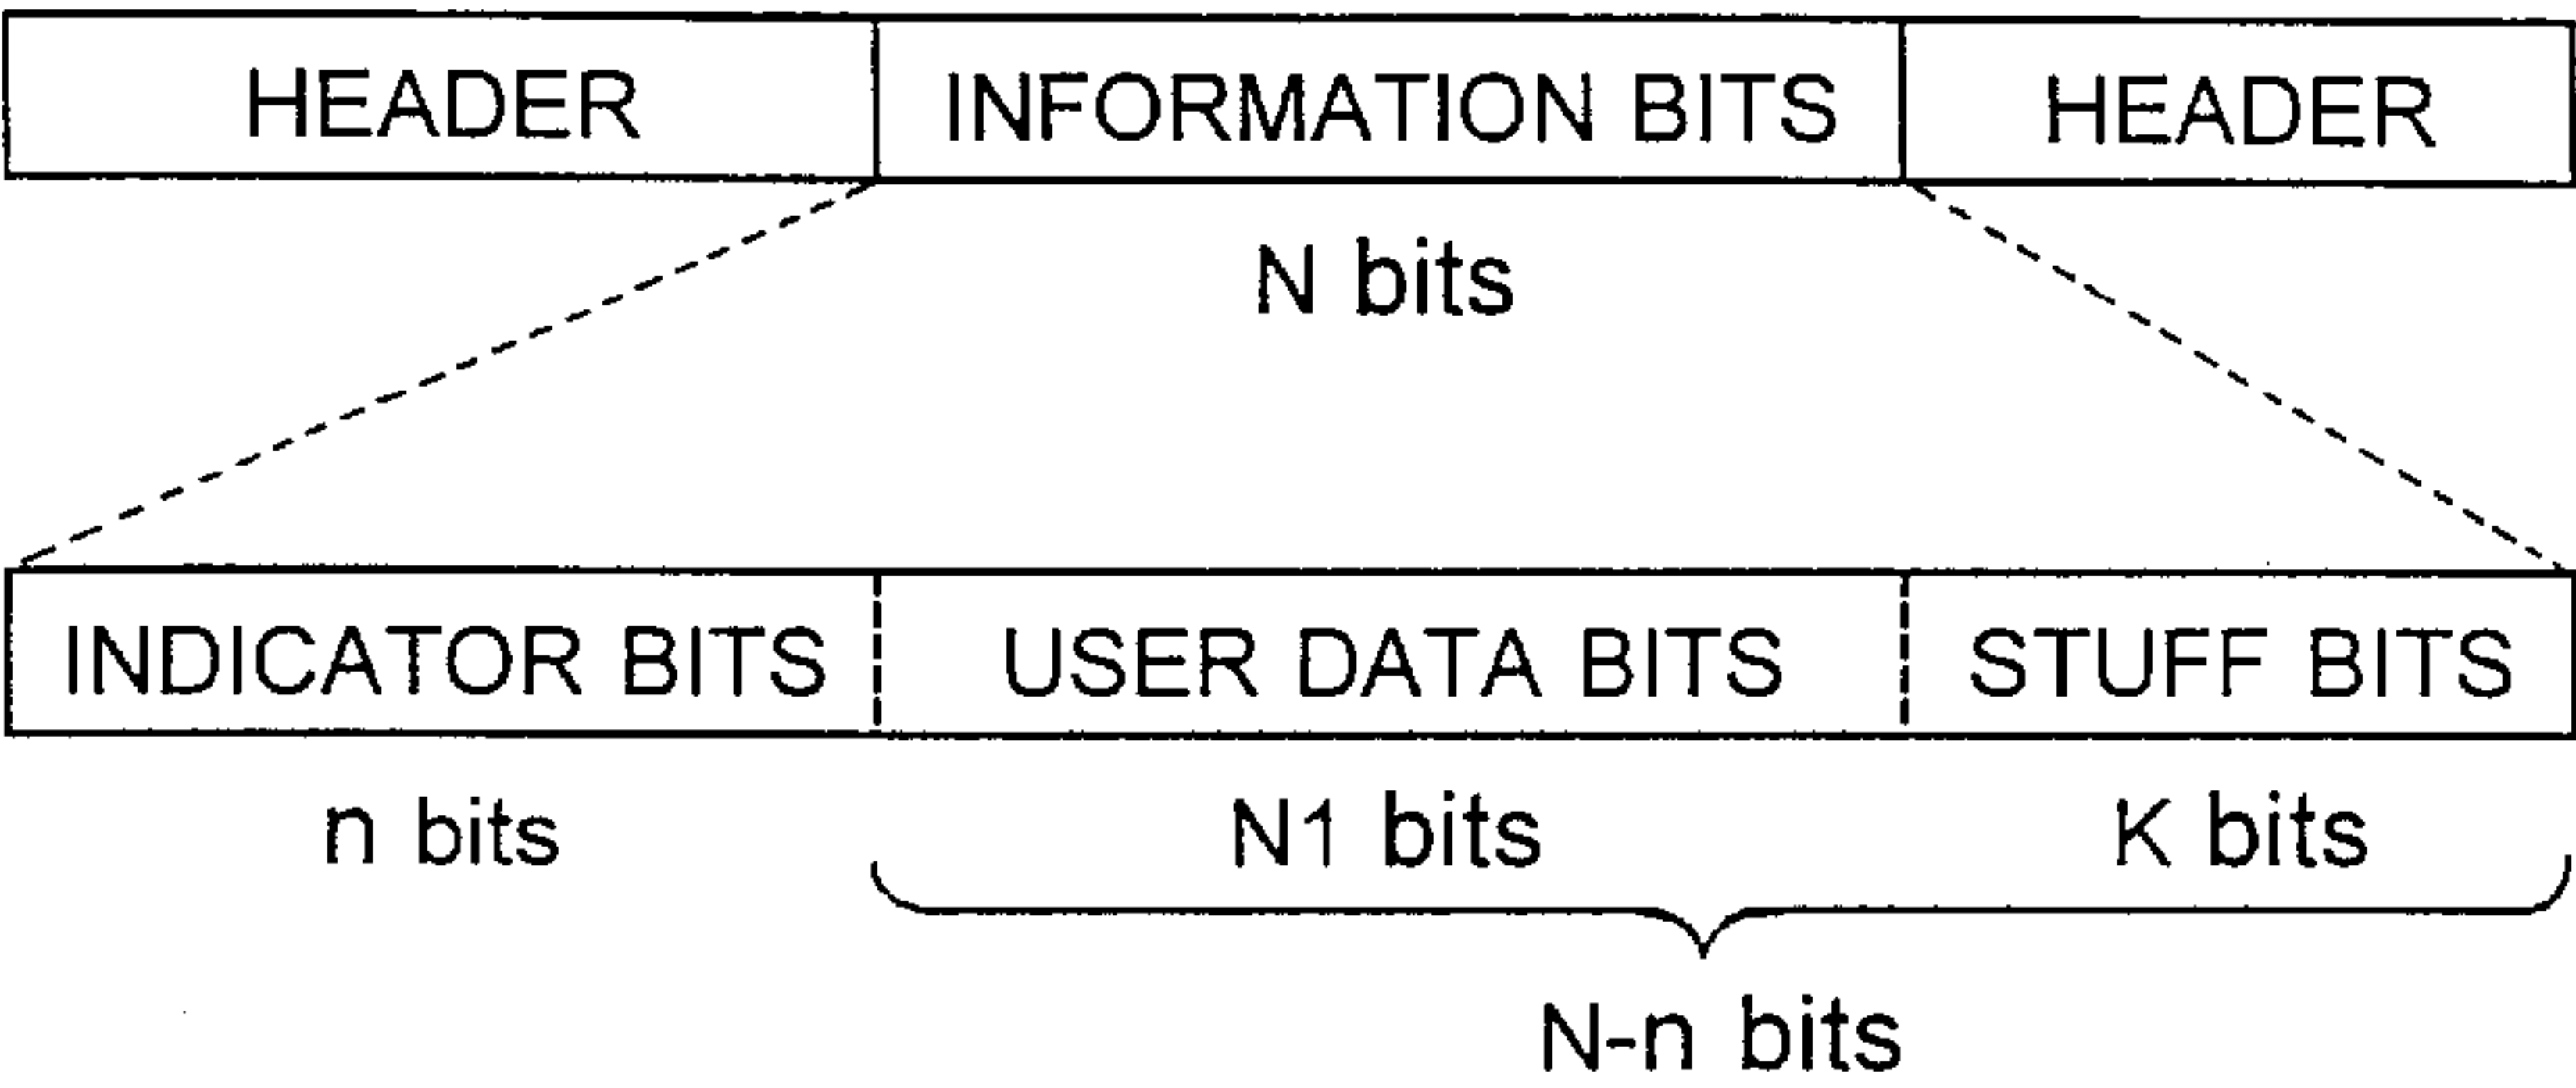 HEADER INFORMATION BITS HEADER
N bits
INDICATOR BITS USER DATA BITS STUFF BITS
n bits N1 bits K bits
N-n bits